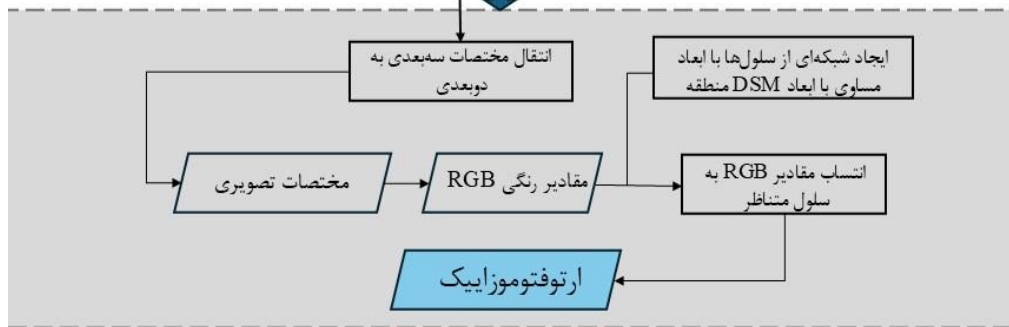 ایجاد شبکه‌ای از سلول‌ها با ابعاد
مساوی با ابعاد DSM منطقه
انتقال مختصات سه‌بعدی به
دوبعدی
مختصات تصویری
مقادیر رنگی RGB
انتساب مقادیر RGB به
سلول متناظر
ارتوفتوموزاییک